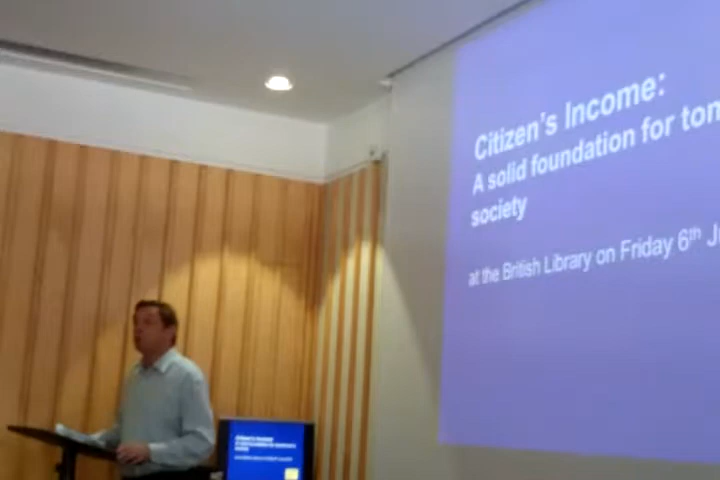 Citizen's Income:
A solid foundation for
society
at the British Library on Friday 6th